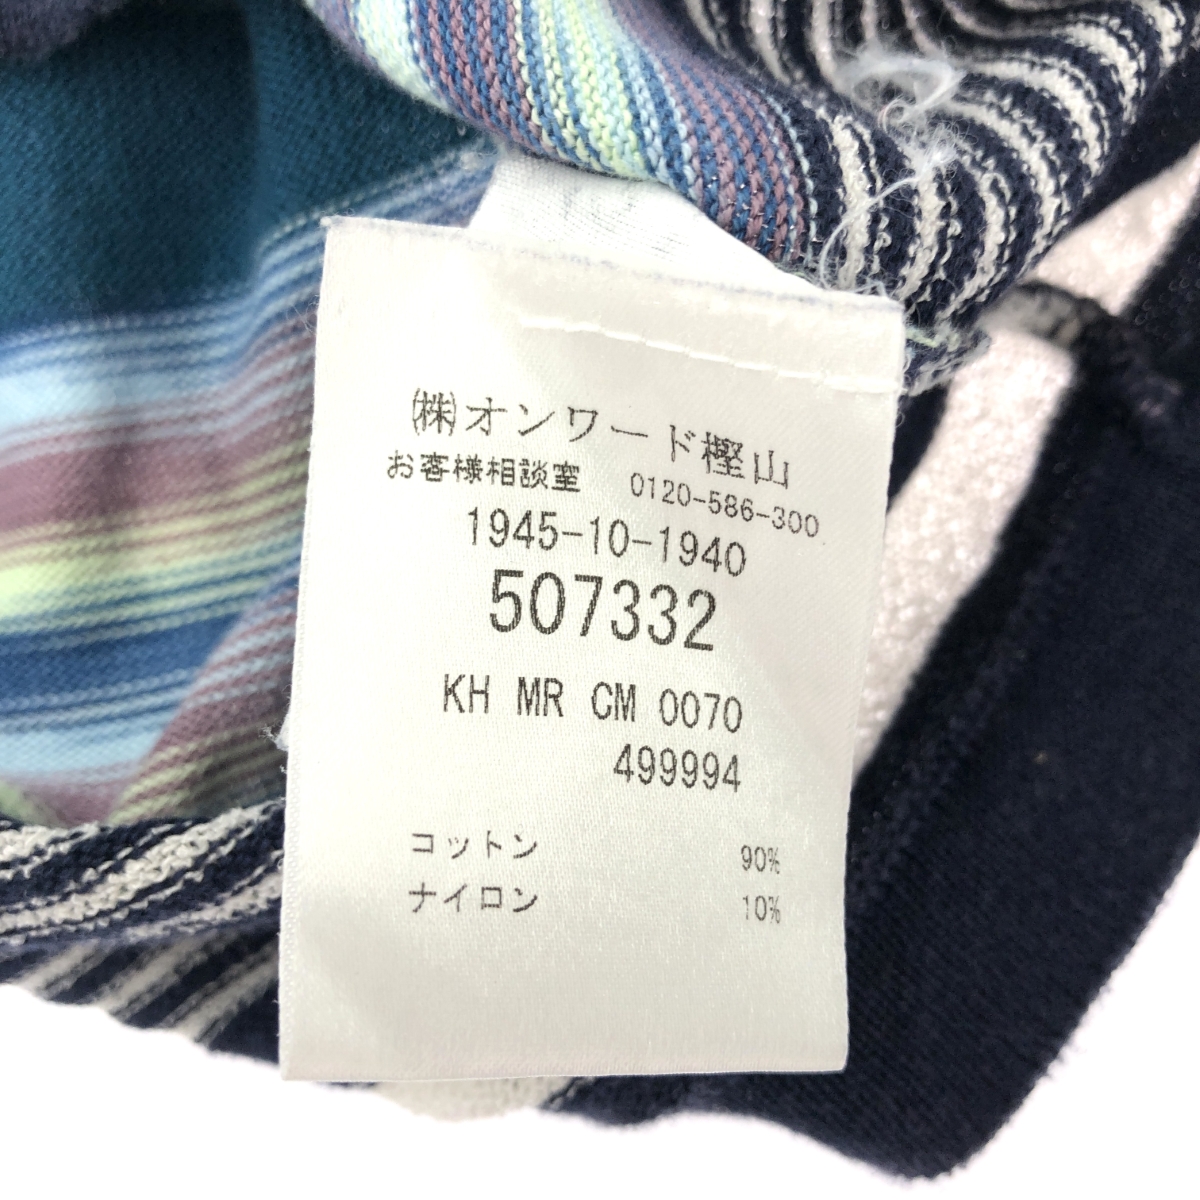 ㈱オンワード樫山
お客様相談室 0120-586-300
1945-10-1940
507332
KH MR CM 0070
499994
コットン 90%
ナイロン 10%